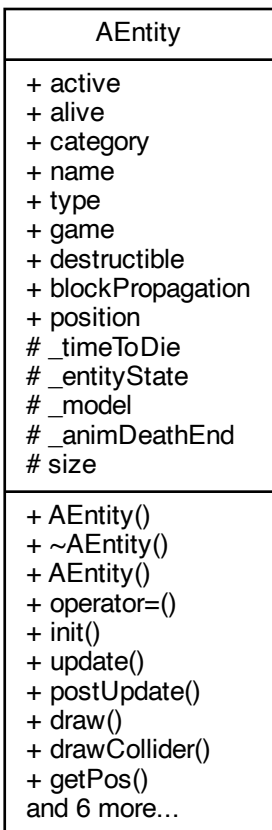 AEntity
+ active
+ alive
+ category
+ name
+ type
+ game
+ destructible
+ blockPropagation
+ position
# _timeToDie
# _entityState
# _model
# _animDeathEnd
# size
+ AEntity()
+ ~AEntity()
+ AEntity()
+ operator=()
+ init()
+ update()
+ postUpdate()
+ draw()
+ drawCollider()
+ getPos()
and 6 more...